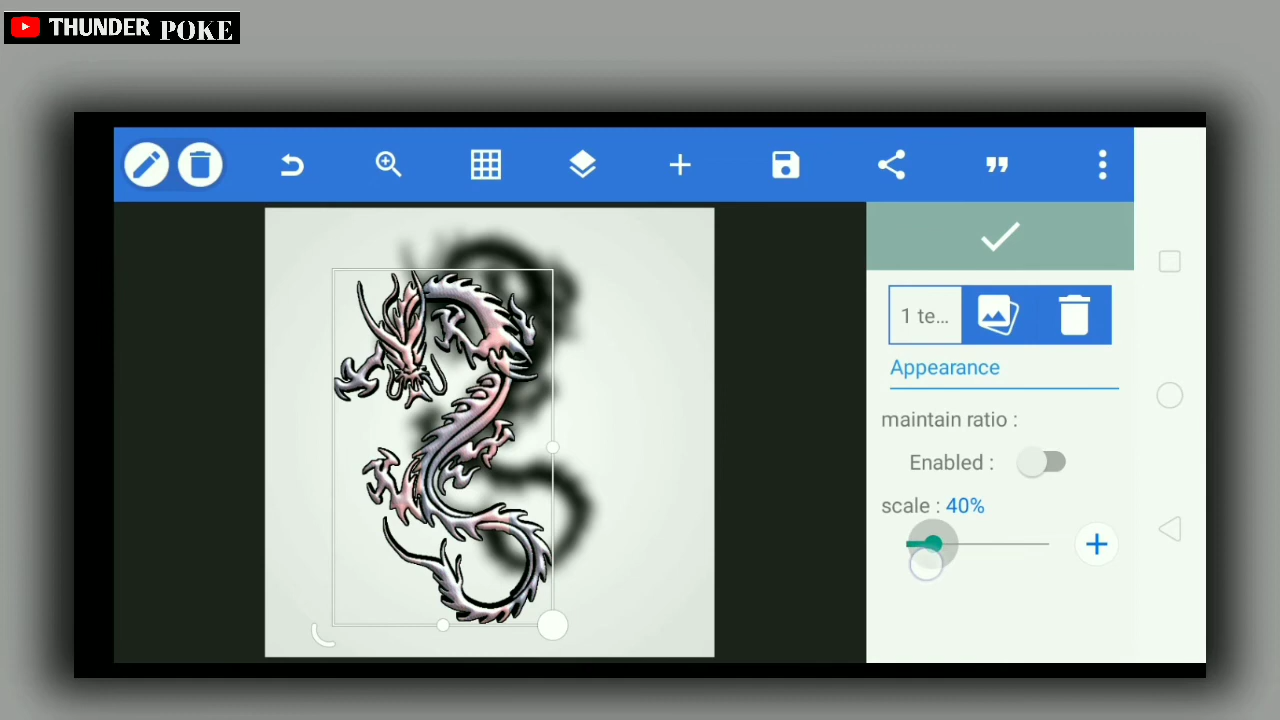 THUNDER POKE
1 te...
Appearance
maintain ratio :
Enabled :
scale : 40%